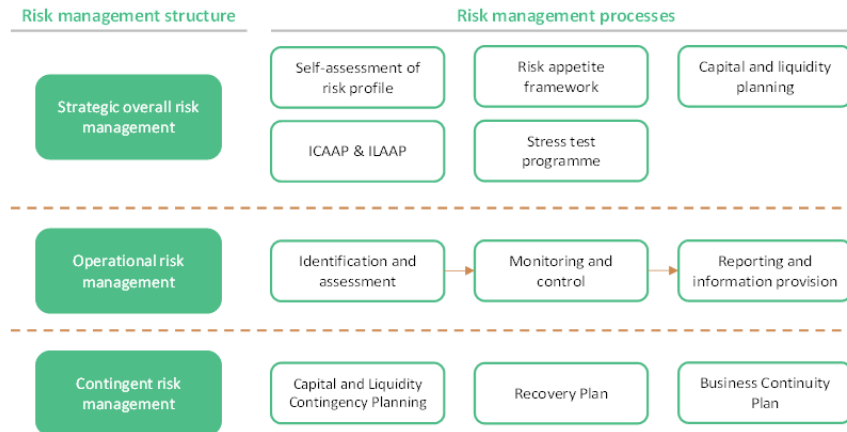 Risk management structure
Risk management processes
Strategic overall risk
management
Self-assessment of
risk profile
Risk appetite
framework
Capital and liquidity
planning
ICAAP & ILAAP
Stress test
programme
Operational risk
management
Identification and
assessment
Monitoring and
control
Reporting and
information provision
Contingent risk
management
Capital and Liquidity
Contingency Planning
Recovery Plan
Business Continuity
Plan